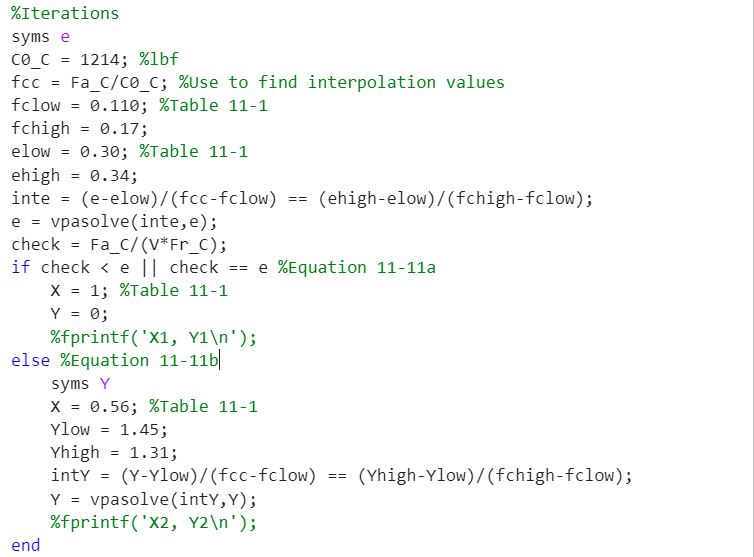 %Iterations
syms e
C0_C = 1214; %lbf
fcc = Fa_C/C0_C; %Use to find interpolation values
fclow = 0.110; %Table 11-1
fchigh = 0.17;
elow = 0.30; %Table 11-1
ehigh = 0.34;
inte = (e-elow)/(fcc-fclow) == (ehigh-elow)/(fchigh-fclow);
e = vpasolve(inte,e);
check = Fa_C/(V*Fr_C);
if check < e || check == e %Equation 11-11a
    X = 1; %Table 11-1
    Y = 0;
    %fprintf('X1, Y1\n');
else %Equation 11-11b
    syms Y
    X = 0.56; %Table 11-1
    Ylow = 1.45;
    Yhigh = 1.31;
    intY = (Y-Ylow)/(fcc-fclow) == (Yhigh-Ylow)/(fchigh-fclow);
    Y = vpasolve(intY,Y);
    %fprintf('X2, Y2\n');
end